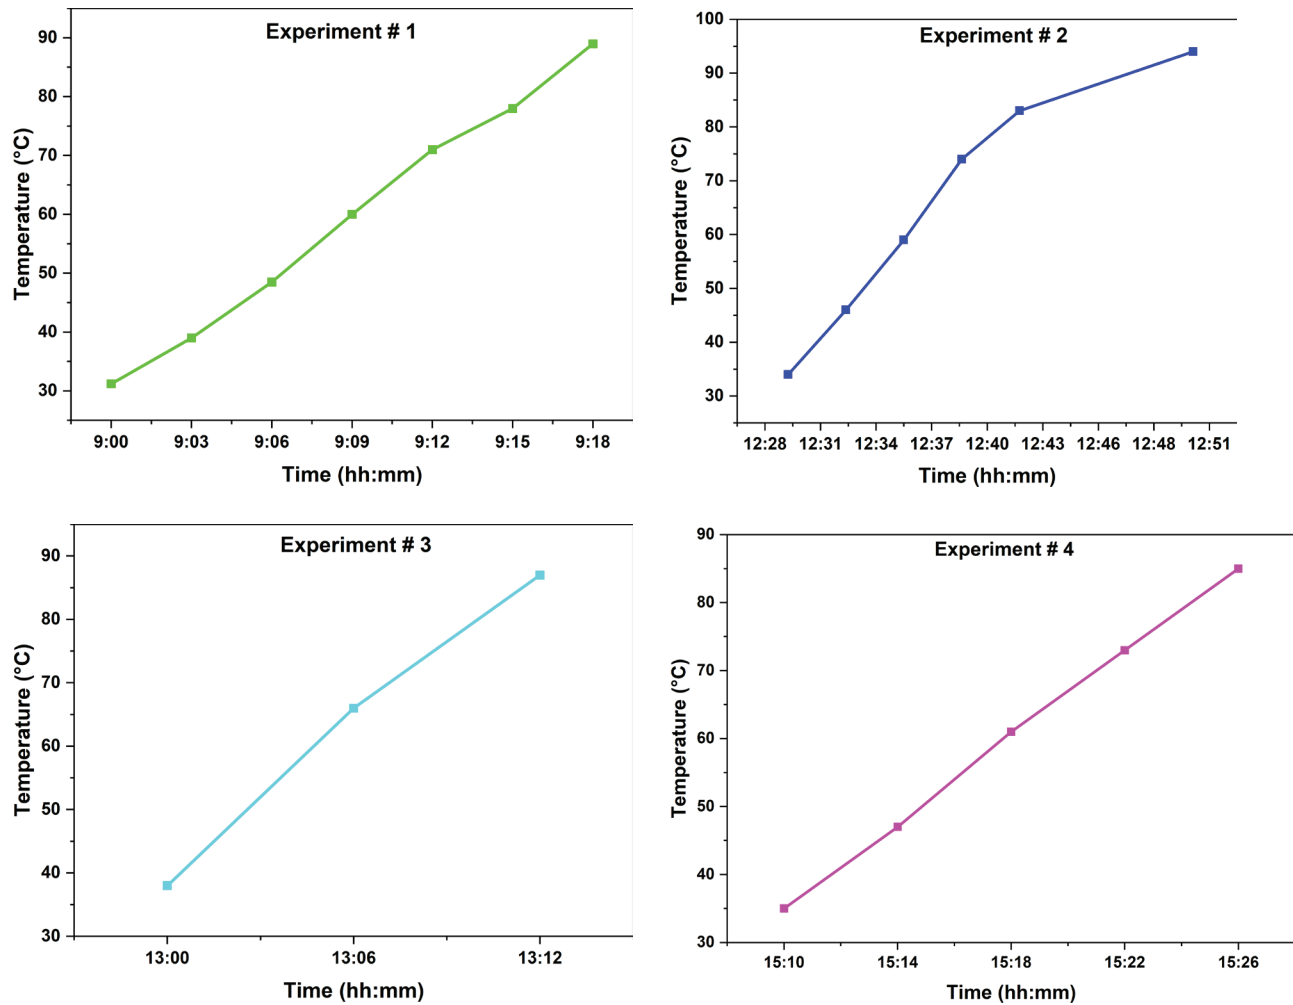 Experiment # 1
90
80
70
60
50
40
30
Temperature (°C)
9:00 9:03 9:06 9:09 9:12 9:15 9:18
Time (hh:mm)
Experiment # 2
100
90
80
70
60
50
40
30
Temperature (°C)
12:28 12:31 12:34 12:37 12:40 12:43 12:46 12:48 12:51
Time (hh:mm)
Experiment # 3
90
80
70
60
50
40
30
Temperature (°C)
13:00 13:06 13:12
Time (hh:mm)
Experiment # 4
90
80
70
60
50
40
30
Temperature (°C)
15:10 15:14 15:18 15:22 15:26
Time (hh:mm)